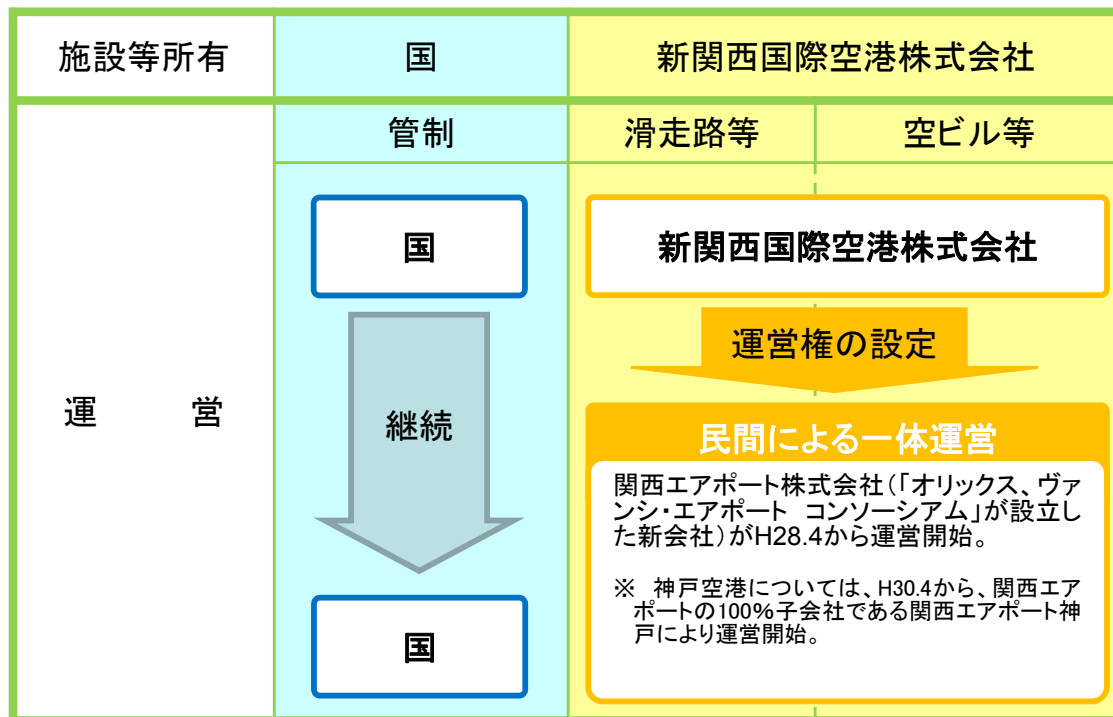 施設等所有
国
新関西国際空港株式会社
管制
滑走路等
空ビル等
国
新関西国際空港株式会社
運営権の設定
運　　　営
継続
民間による一体運営
関西エアポート株式会社(「オリックス、ヴァ
ンシ・エアポート　コンソーシアム」が設立し
た新会社)がH28.4から運営開始。
※　神戸空港については、H30.4から、関西エア
ポートの100%子会社である関西エアポート神
戸により運営開始。
国